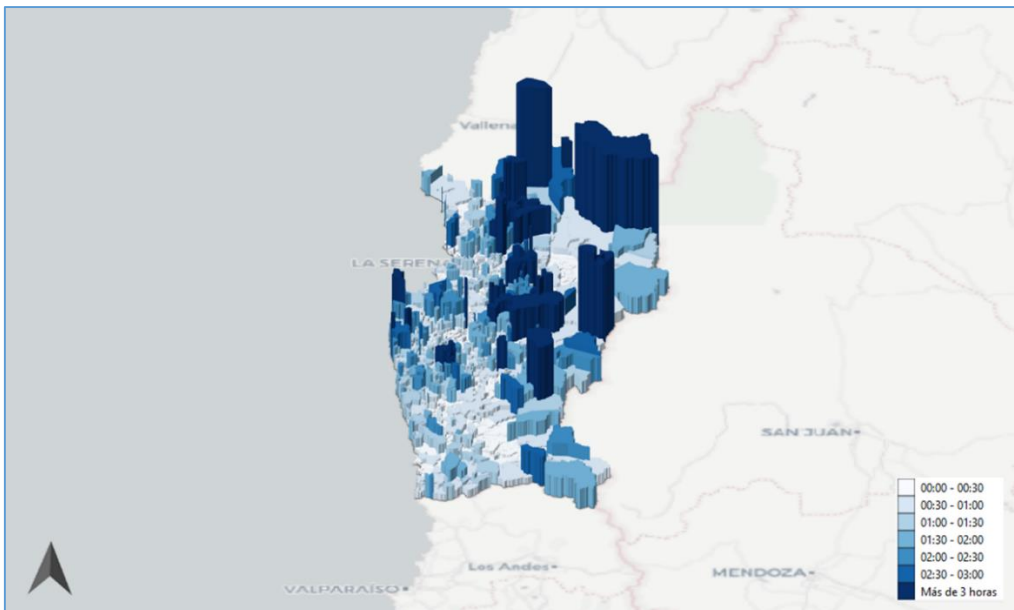 Vallena
LA SEREN
SAN JUAN
Los Andes
MENDOZA
VALPARAÍSO
00:00 - 00:30
00:30 - 01:00
01:00 - 01:30
01:30 - 02:00
02:00 - 02:30
02:30 - 03:00
Más de 3 horas